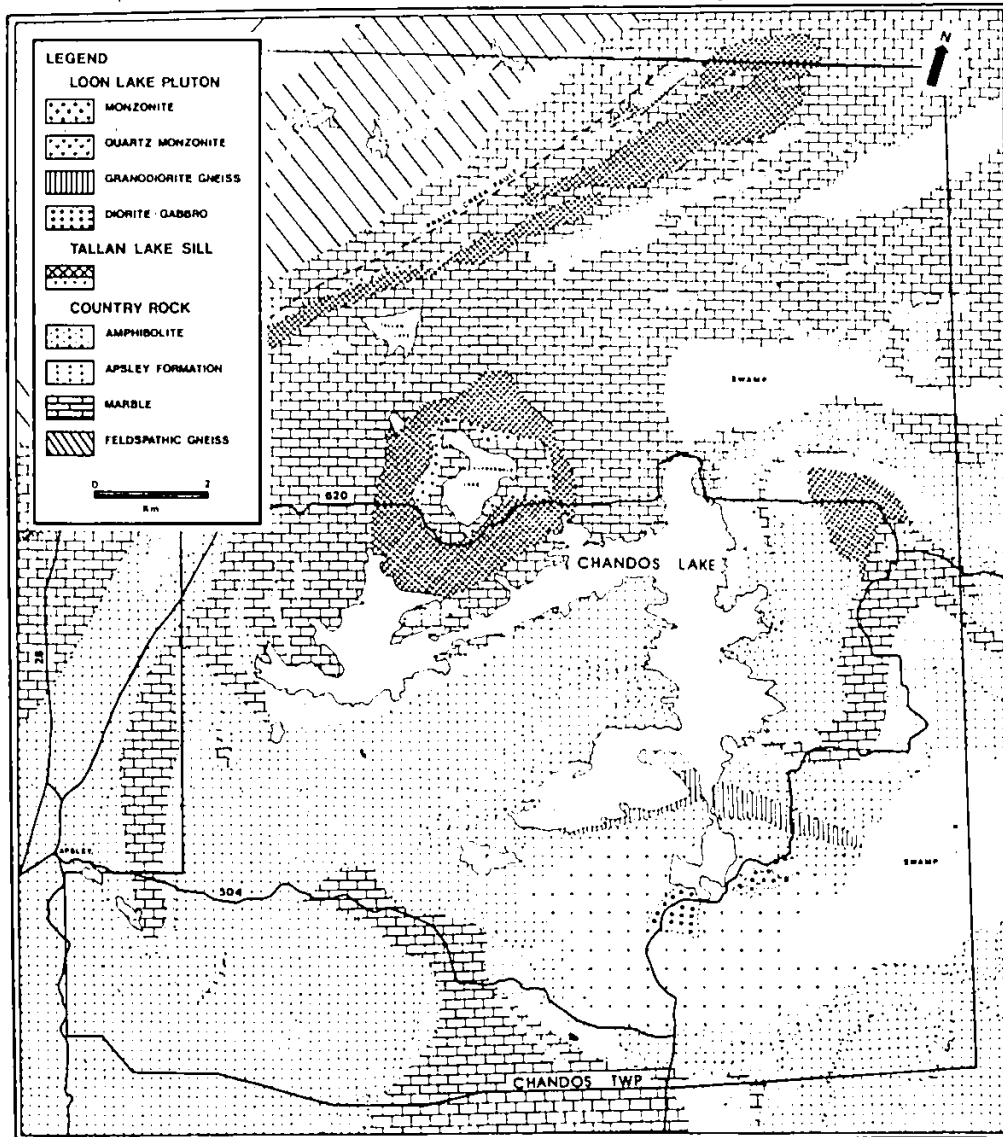 LEGEND
LOON LAKE PLUTON
MONZONITE
QUARTZ MONZONITE
GRANODIORITE GNEISS
DIORITE-GABBRO
TALLAN LAKE SILL
COUNTRY ROCK
AMPHIBOLITE
APSLEY FORMATION
MARBLE
FELDSPATHIC GNEISS
0 2
Km
N
SWAMP
620
LAKE
CHANDOS LAKE
28
APSLEY
504
SWAMP
CHANDOS TWP